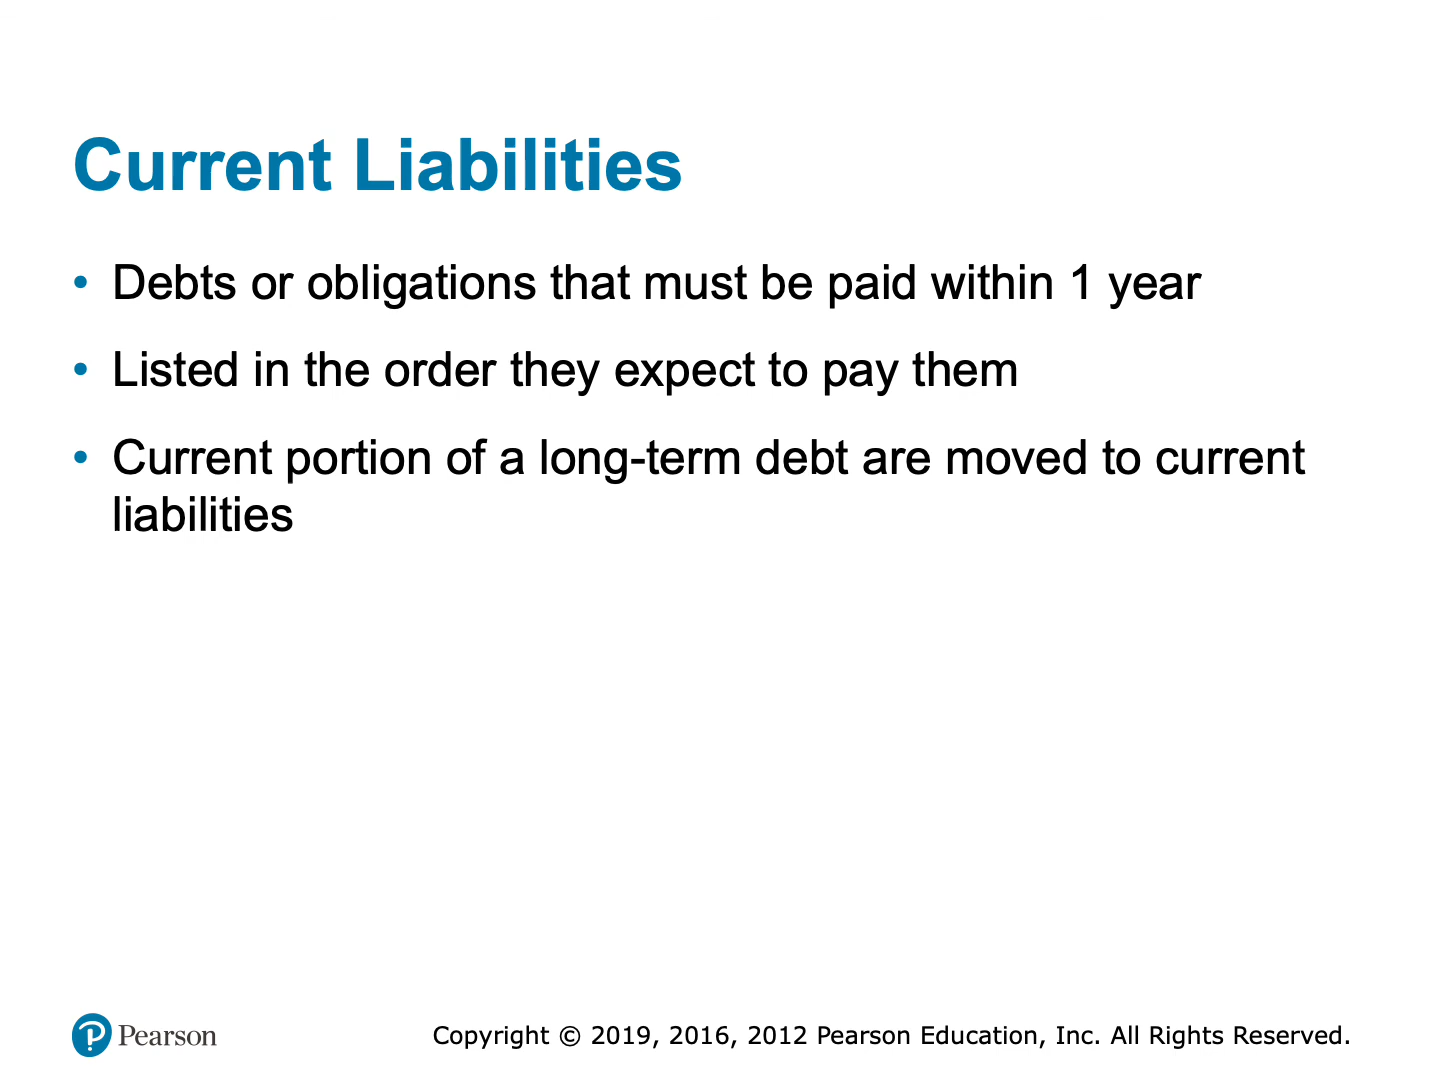 Current Liabilities
• Debts or obligations that must be paid within 1 year
• Listed in the order they expect to pay them
• Current portion of a long-term debt are moved to current
liabilities
Pearson
Copyright © 2019, 2016, 2012 Pearson Education, Inc. All Rights Reserved.